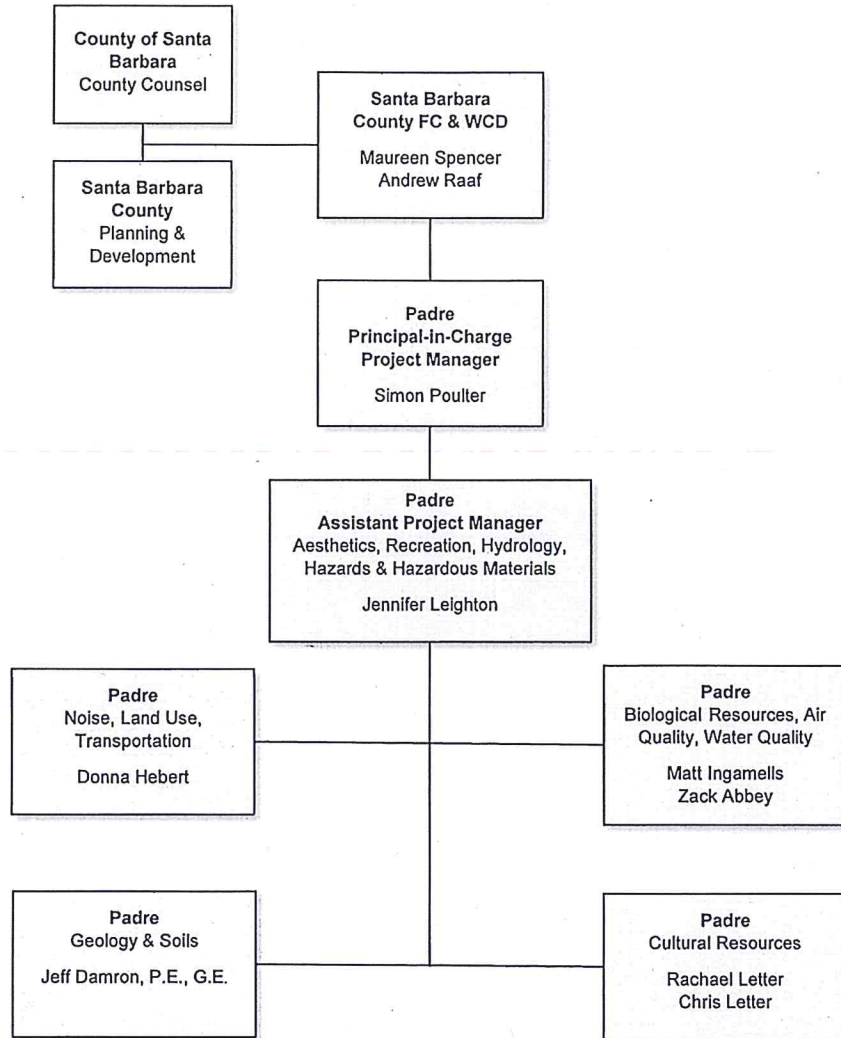 County of Santa
Barbara
County Counsel
Santa Barbara
County FC & WCD
Maureen Spencer
Andrew Raaf
Santa Barbara
County
Planning &
Development
Padre
Principal-in-Charge
Project Manager
Simon Poulter
Padre
Assistant Project Manager
Aesthetics, Recreation, Hydrology,
Hazards & Hazardous Materials
Jennifer Leighton
Padre
Noise, Land Use,
Transportation
Donna Hebert
Padre
Biological Resources, Air
Quality, Water Quality
Matt Ingamells
Zack Abbey
Padre
Geology & Soils
Jeff Damron, P.E., G.E.
Padre
Cultural Resources
Rachael Letter
Chris Letter